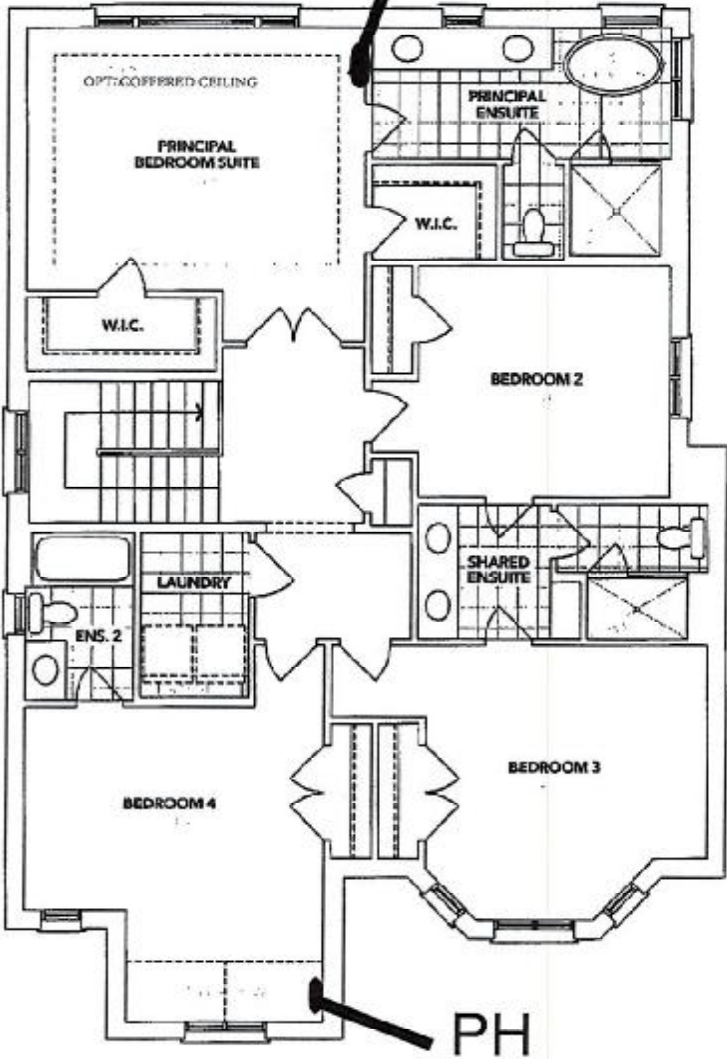 OPT. COFFERED CEILING
PRINCIPAL
BEDROOM SUITE
PRINCIPAL
ENSUITE
W.I.C.
W.I.C.
BEDROOM 2
LAUNDRY
SHARED
ENSUITE
ENS. 2
BEDROOM 3
BEDROOM 4
PH